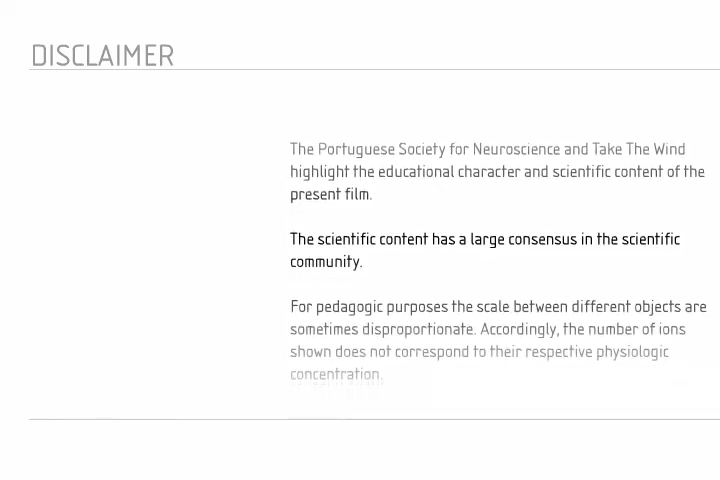 DISCLAIMER
The Portuguese Society for Neuroscience and Take The Wind
highlight the educational character and scientific content of the
present film.
The scientific content has a large consensus in the scientific
community.
For pedagogic purposes the scale between different objects are
sometimes disproportionate. Accordingly, the number of ions
shown does not correspond to their respective physiologic
concentration.